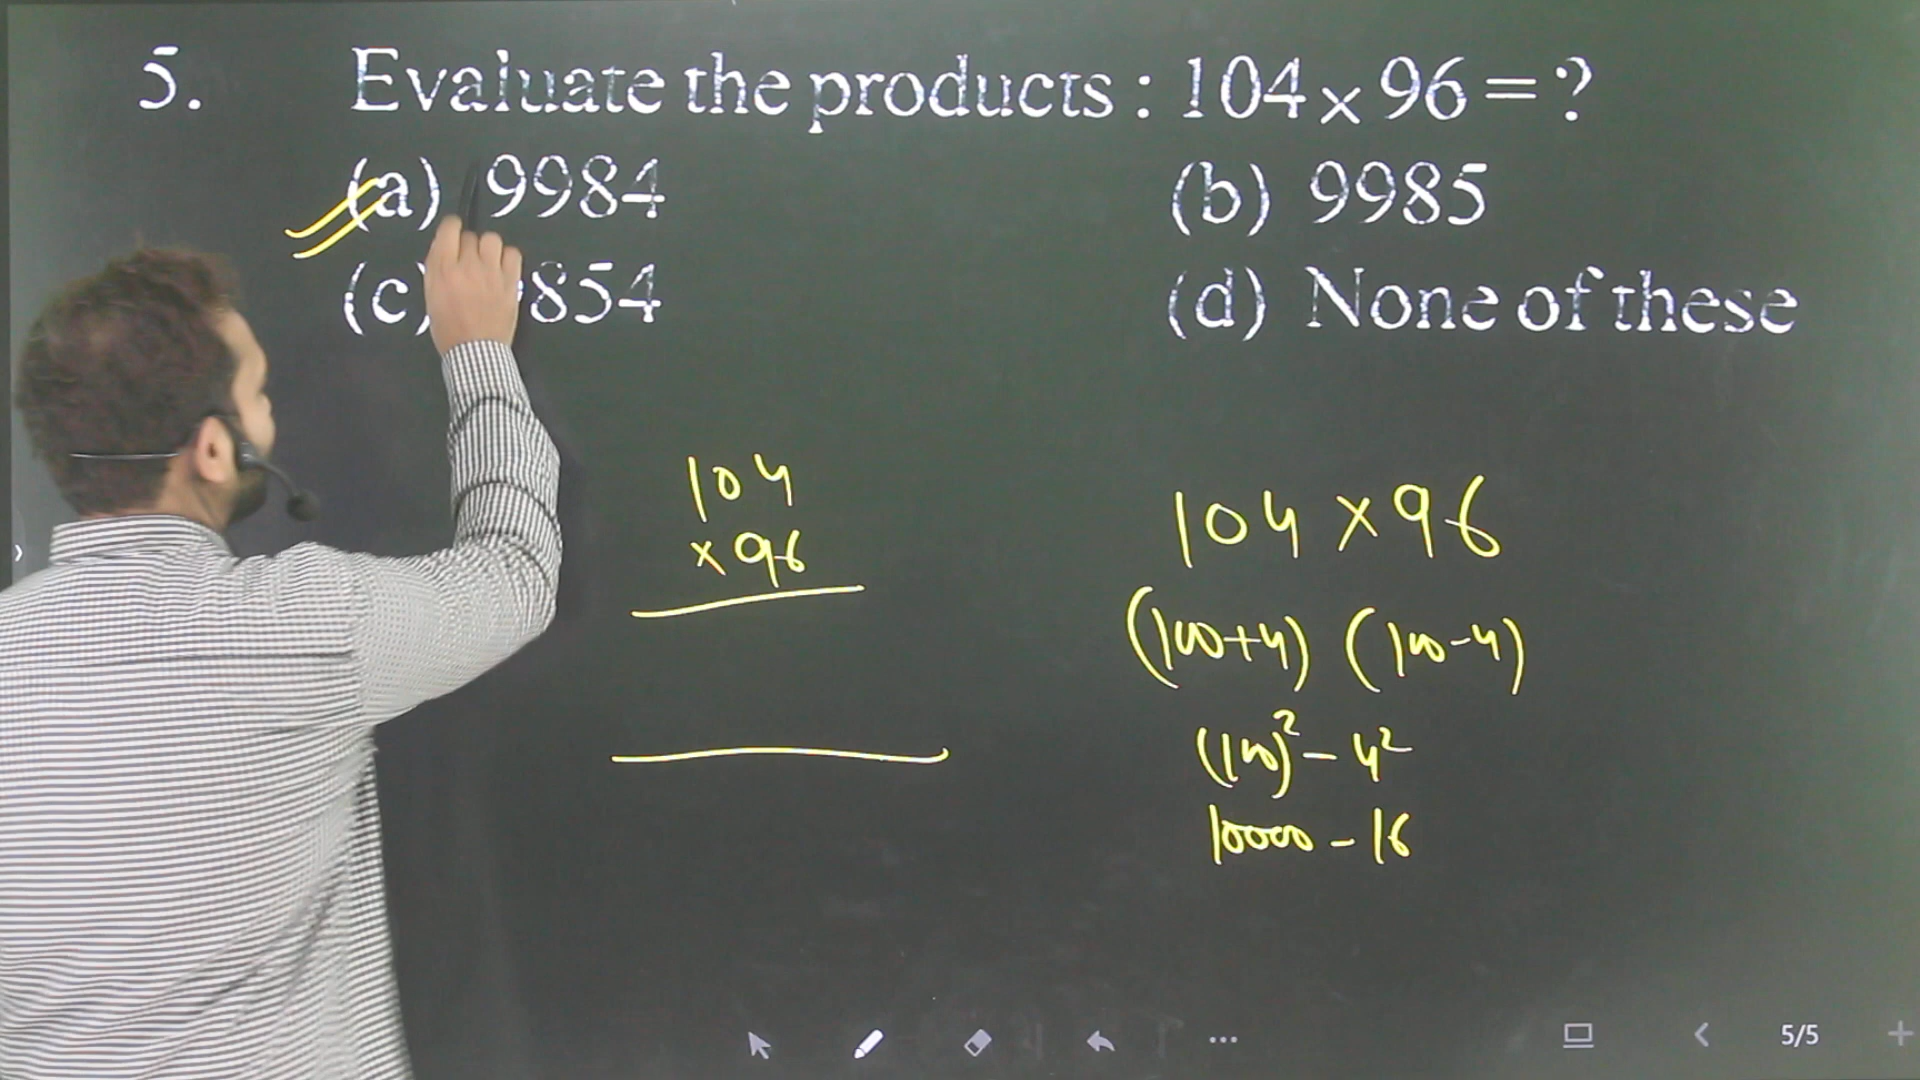 5. Evaluate the products : 104 × 96 = ?
(a) 9984 (b) 9985
(c) 9854 (d) None of these
104
× 96
104 × 96
(100+4) (100-4)
(100)² - 4²
10000 - 16
5/5